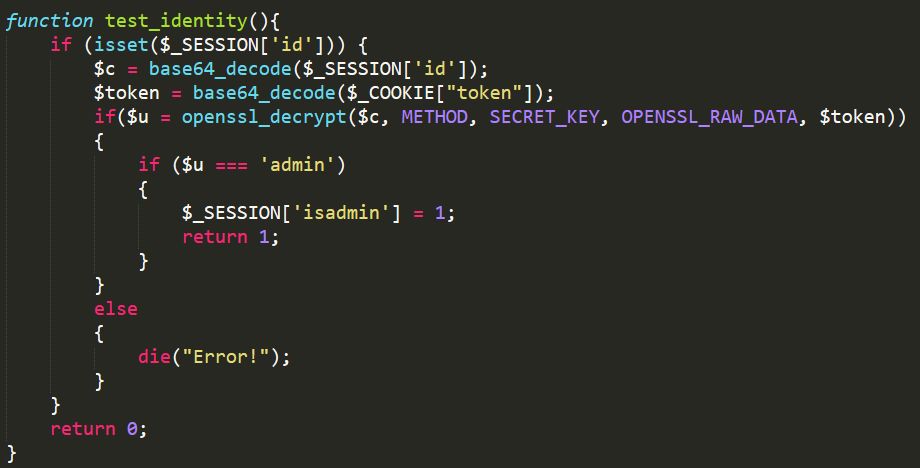 function test_identity(){
    if (isset($_SESSION['id'])) {
        $c = base64_decode($_SESSION['id']);
        $token = base64_decode($_COOKIE["token"]);
        if($u = openssl_decrypt($c, METHOD, SECRET_KEY, OPENSSL_RAW_DATA, $token))
        {
            if ($u === 'admin')
            {
                $_SESSION['isadmin'] = 1;
                return 1;
            }
        }
        else
        {
            die("Error!");
        }
    }
    return 0;
}